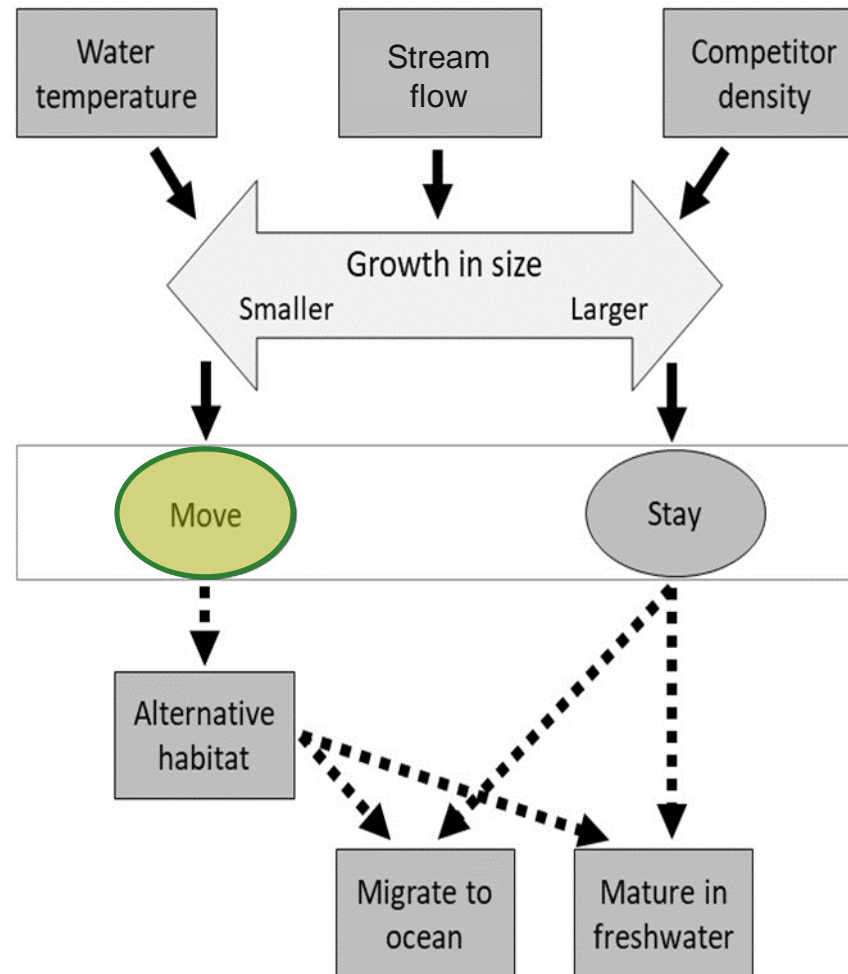 Water
temperature
Stream
flow
Competitor
density
Growth in size
Smaller
Larger
Move
Stay
Alternative
habitat
Migrate to
ocean
Mature in
freshwater